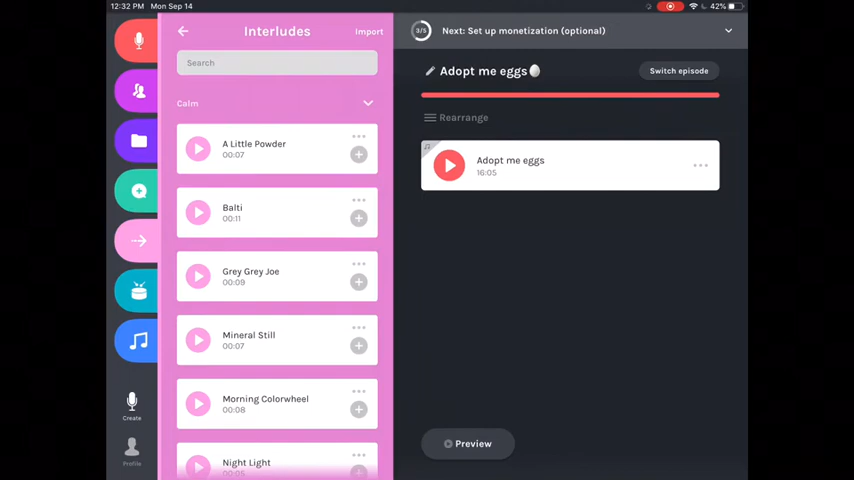 12:32 PM Mon Sep 14
42%
Interludes
Import
Search
Calm
A Little Powder
00:07
Balti
00:11
Grey Grey Joe
00:09
Mineral Still
00:07
Morning Colorwheel
00:08
Night Light
00:05
Create
Profile
3/5
Next: Set up monetization (optional)
Adopt me eggs🥚
Switch episode
Rearrange
Adopt me eggs
16:05
Preview